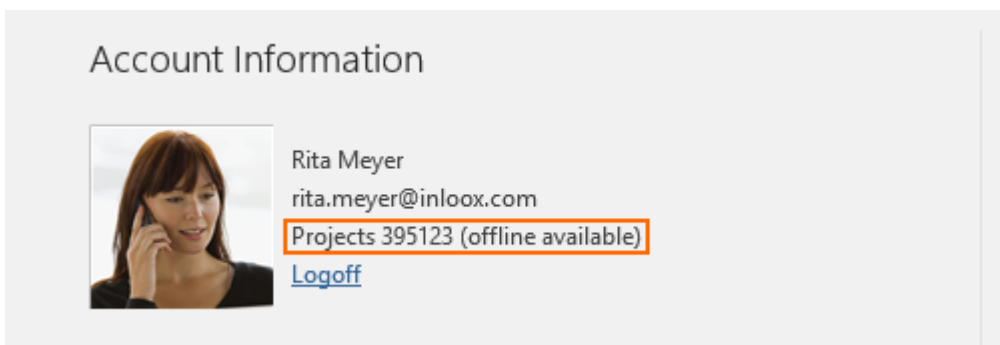 Account Information
Rita Meyer
rita.meyer@inloox.com
Projects 395123 (offline available)
Logoff